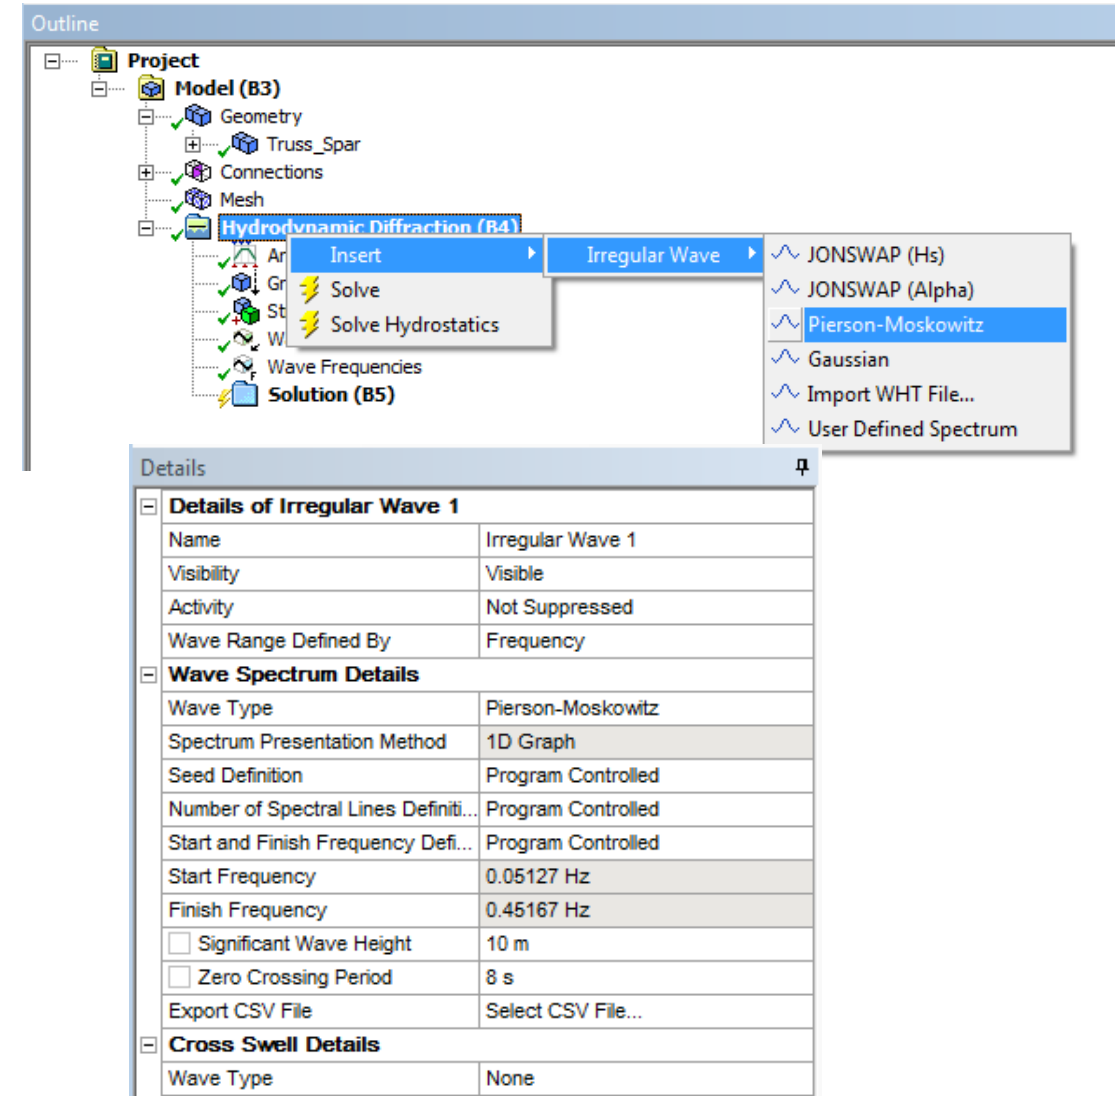 Outline
Project
Model (B3)
Geometry
Truss_Spar
Connections
Mesh
Hydrodynamic Diffraction (B4)
An
Gr
St
W
Wave Frequencies
Solution (B5)
Insert
Solve
Solve Hydrostatics
Irregular Wave
JONSWAP (Hs)
JONSWAP (Alpha)
Pierson-Moskowitz
Gaussian
Import WHT File...
User Defined Spectrum
Details
Details of Irregular Wave 1
Name Irregular Wave 1
Visibility Visible
Activity Not Suppressed
Wave Range Defined By Frequency
Wave Spectrum Details
Wave Type Pierson-Moskowitz
Spectrum Presentation Method 1D Graph
Seed Definition Program Controlled
Number of Spectral Lines Definiti... Program Controlled
Start and Finish Frequency Defi... Program Controlled
Start Frequency 0.05127 Hz
Finish Frequency 0.45167 Hz
Significant Wave Height 10 m
Zero Crossing Period 8 s
Export CSV File Select CSV File...
Cross Swell Details
Wave Type None